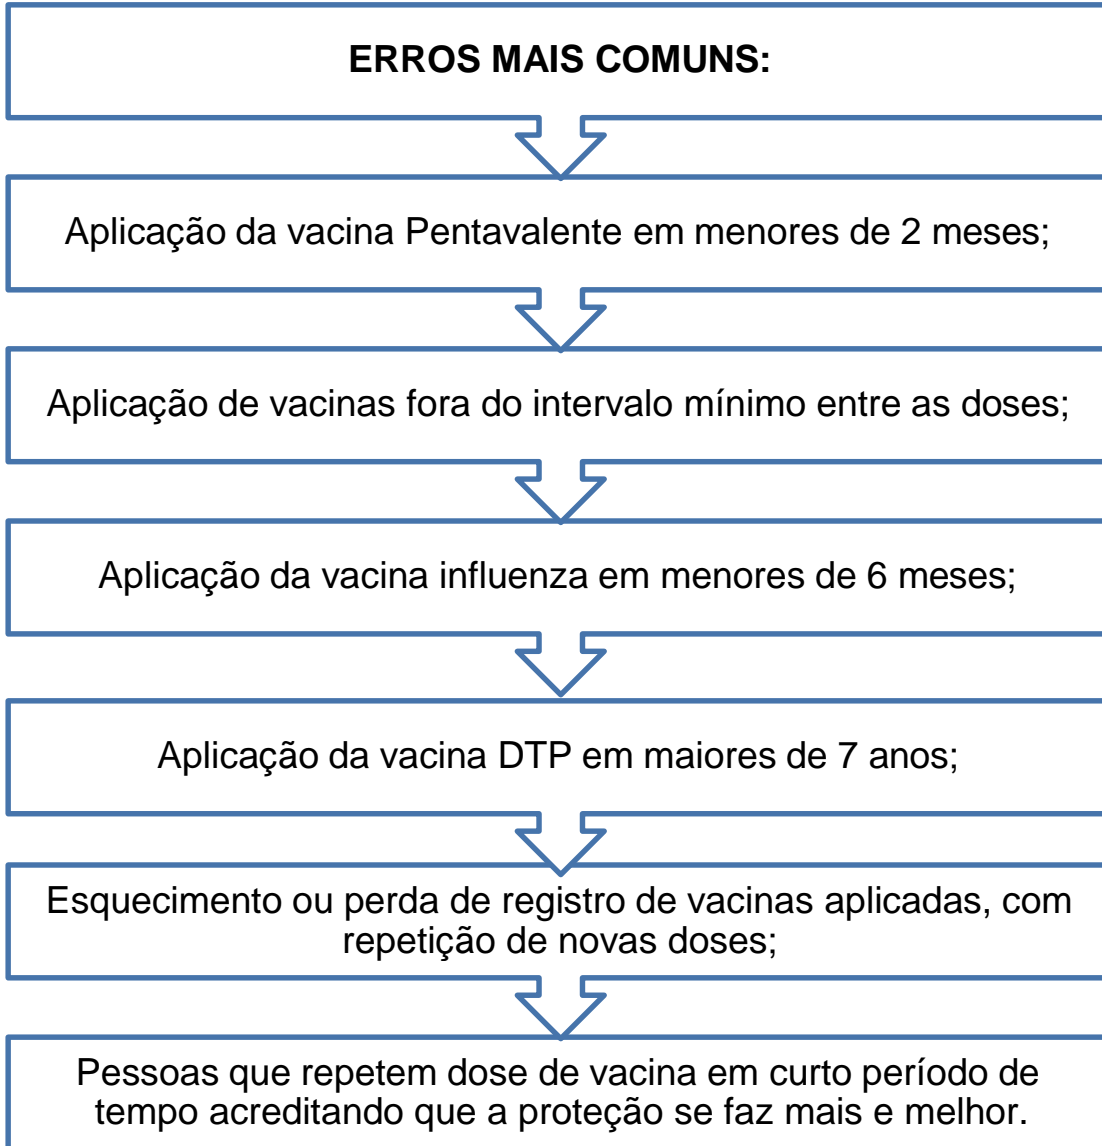 ERROS MAIS COMUNS:
Aplicação da vacina Pentavalente em menores de 2 meses;
Aplicação de vacinas fora do intervalo mínimo entre as doses;
Aplicação da vacina influenza em menores de 6 meses;
Aplicação da vacina DTP em maiores de 7 anos;
Esquecimento ou perda de registro de vacinas aplicadas, com
repetição de novas doses;
Pessoas que repetem dose de vacina em curto período de
tempo acreditando que a proteção se faz mais e melhor.